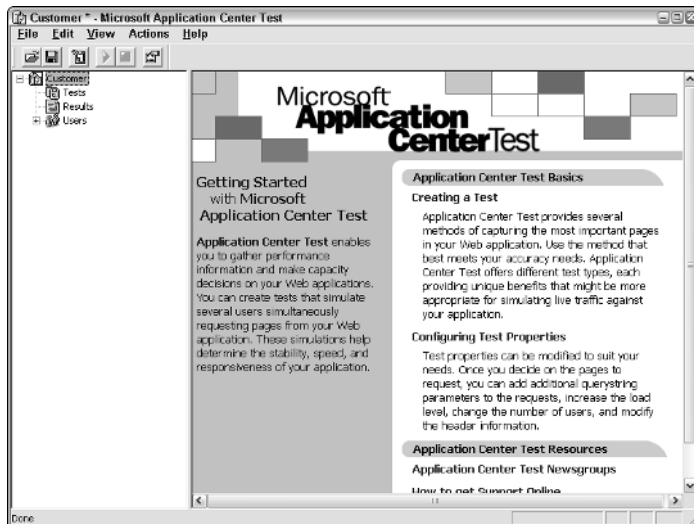 Customer * - Microsoft Application Center Test
File Edit View Actions Help
Customer
Tests
Results
Users
Microsoft
Application
CenterTest
Getting Started
with Microsoft
Application Center Test
Application Center Test enables
you to gather performance
information and make capacity
decisions on your Web applications.
You can create tests that simulate
several users simultaneously
requesting pages from your Web
application. These simulations help
determine the stability, speed, and
responsiveness of your application.
Application Center Test Basics
Creating a Test
Application Center Test provides several
methods of capturing the most important pages
in your Web application. Use the method that
best meets your accuracy needs. Application
Center Test offers different test types, each
providing unique benefits that might be more
appropriate for simulating live traffic against
your application.
Configuring Test Properties
Test properties can be modified to suit your
needs. Once you decide on the pages to
request, you can add additional querystring
parameters to the requests, increase the load
level, change the number of users, and modify
the header information.
Application Center Test Resources
Application Center Test Newsgroups
How to get Support Online
Done